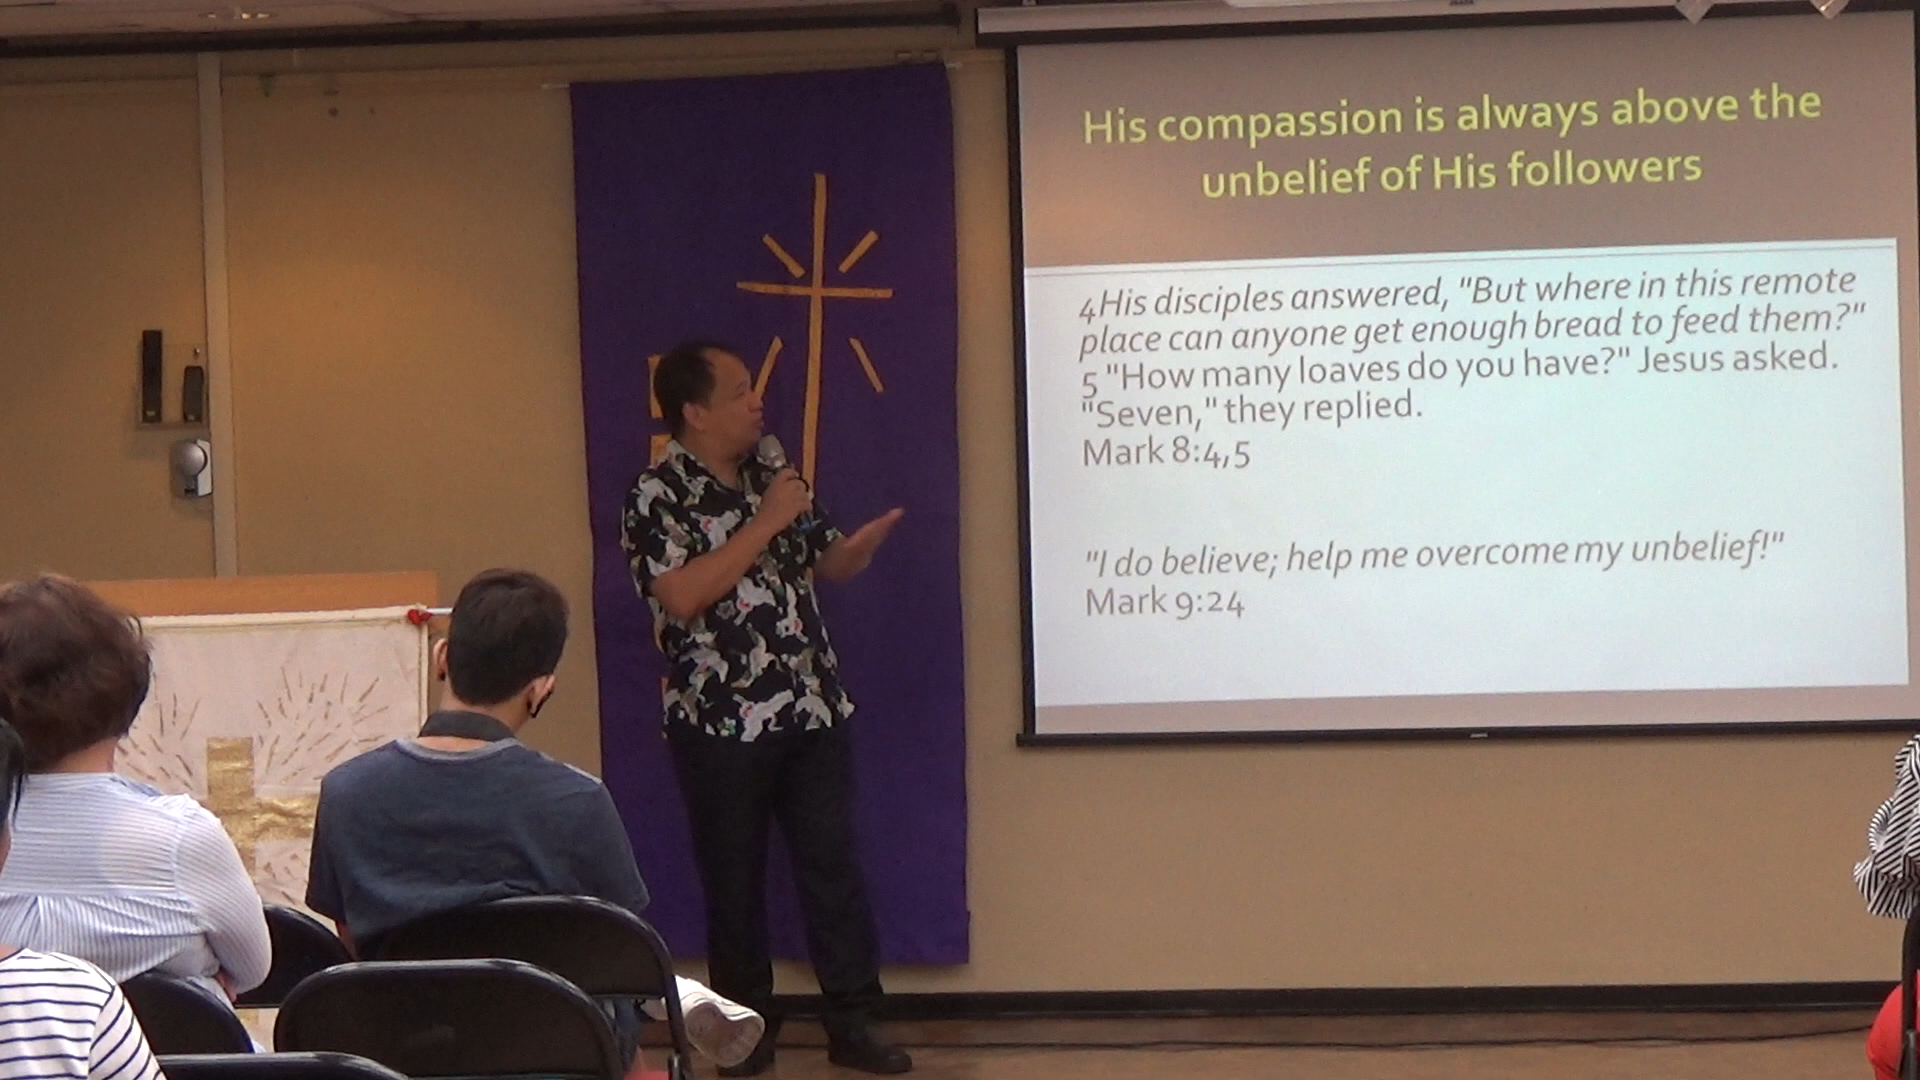 His compassion is always above the
unbelief of His followers
4His disciples answered, "But where in this remote
place can anyone get enough bread to feed them?"
5 "How many loaves do you have?" Jesus asked.
"Seven," they replied.
Mark 8:4,5
"I do believe; help me overcome my unbelief!"
Mark 9:24